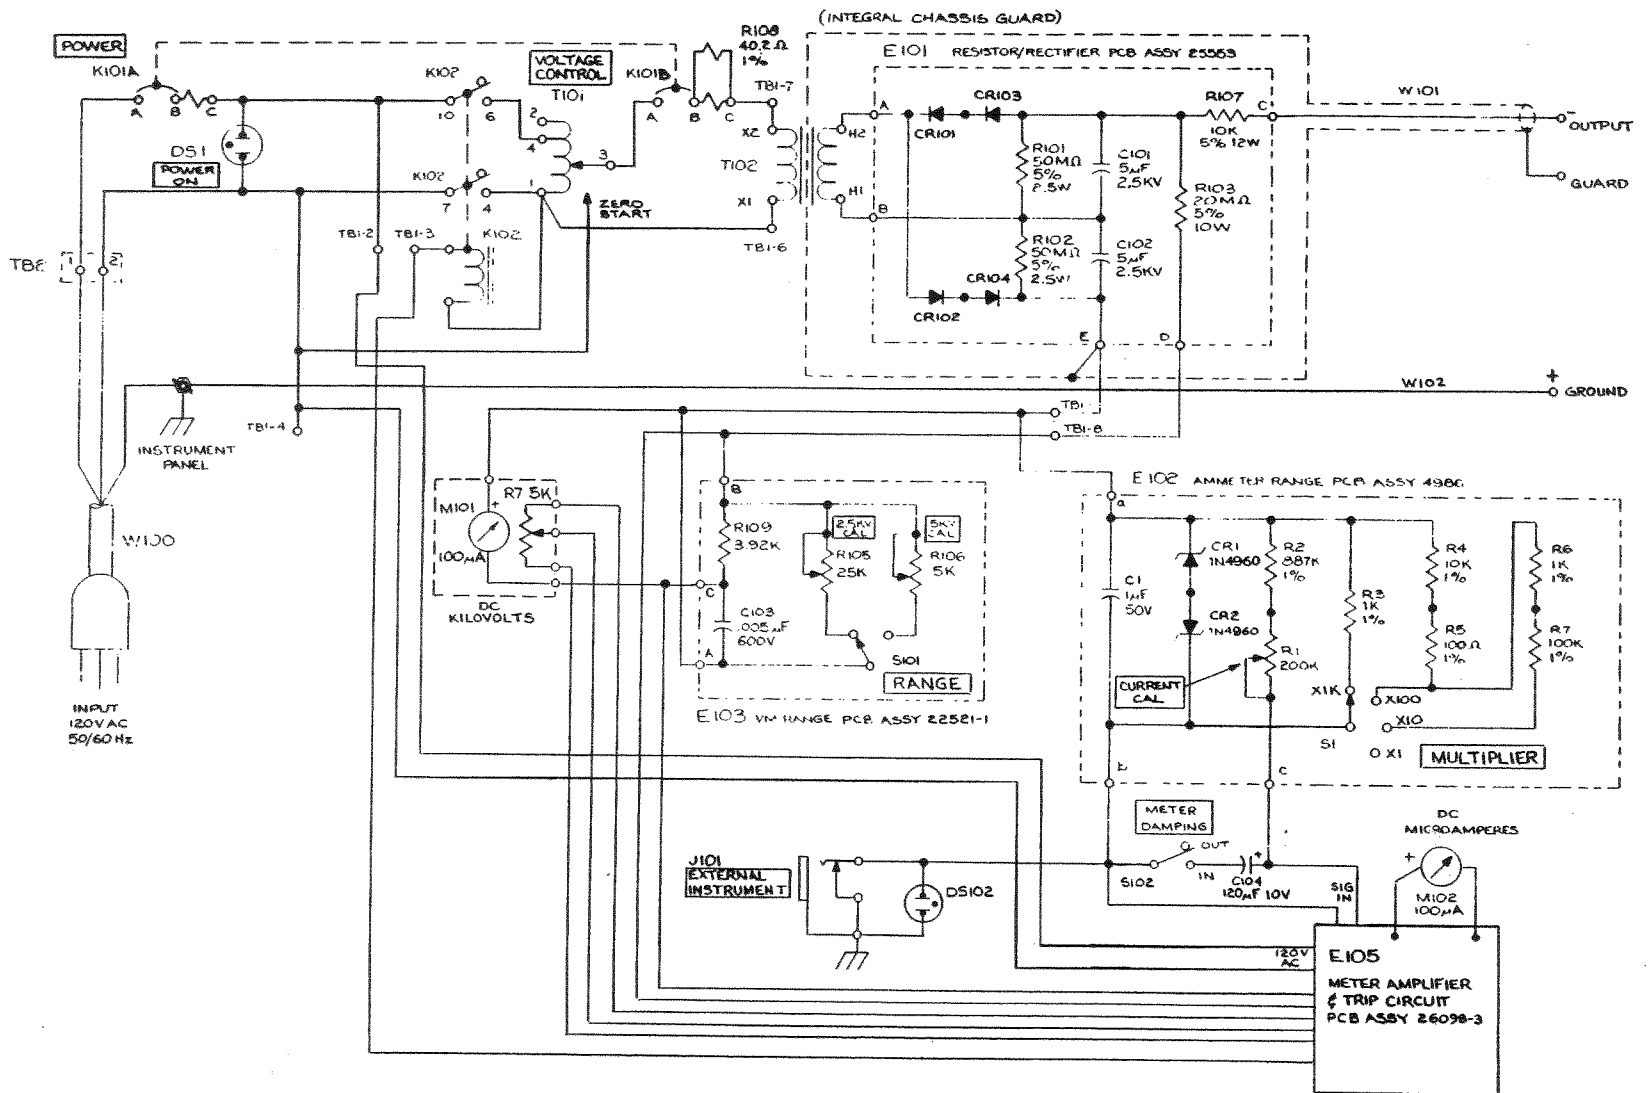 (INTEGRAL CHASSIS GUARD)
POWER
K101A
A
B
C
DS1
POWER
ON
K102
10
6
K102
7
4
VOLTAGE
CONTROL
T101
2
4
3
1
ZERO
START
K101B
A
B
C
R108
40.2Ω
1%
TB1-7
X2
T102
X1
TB1-6
H2
H1
E101 RESISTOR/RECTIFIER PCB ASSY 25553
A
CR101
CR103
R101
50MΩ
5%
2.5W
C101
5µF
2.5KV
R107
10K
5% 12W
C
R103
20MΩ
5%
10W
B
R102
50MΩ
5%
2.5W
C102
5µF
2.5KV
CR104
CR102
E
D
W101
-
OUTPUT
GUARD
W102
+
GROUND
1
2
TB1-2
TB1-3
K102
TB1-4
INSTRUMENT
PANEL
W100
INPUT
120V AC
50/60 Hz
TB1-8
M101
+
100µA
R7 5K
DC
KILOVOLTS
B
R109
3.92K
2.5KV
CAL
R105
25K
5KV
CAL
R106
5K
C
C103
.005µF
600V
A
S101
RANGE
E103 VM RANGE PCB ASSY 22521-1
E102 AMMETER RANGE PCB ASSY
a
C1
1µF
50V
CR1
1N4960
CR2
1N4960
R2
887K
1%
R1
200K
CURRENT
CAL
R3
1K
1%
R4
10K
1%
R5
100Ω
1%
R6
1K
1%
R7
100K
1%
X1K
X100
X10
S1
X1
MULTIPLIER
C
METER
DAMPING
OUT
S102
IN
+
C104
120µF 10V
J101
EXTERNAL
INSTRUMENT
DS102
SIG
IN
DC
MICROAMPERES
+
M102
100µA
120V
AC
E105
METER AMPLIFIER
& TRIP CIRCUIT
PCB ASSY 26098-3